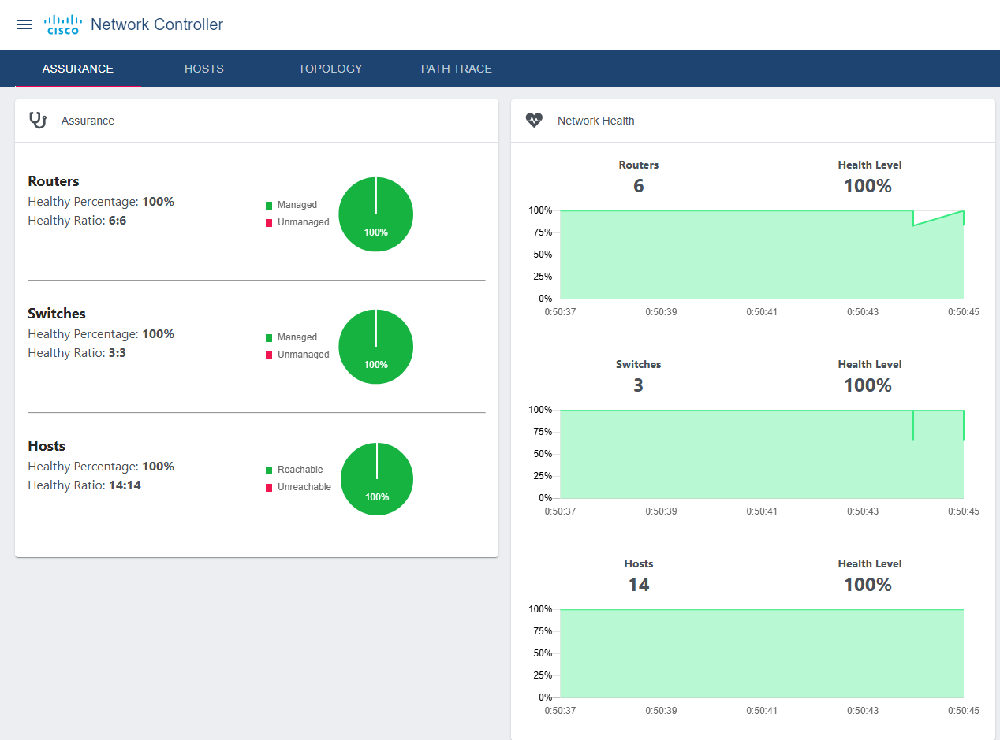 cisco Network Controller
ASSURANCE HOSTS TOPOLOGY PATH TRACE
Assurance
Routers
Healthy Percentage: 100%
Healthy Ratio: 6:6
Managed
Unmanaged
100%
Switches
Healthy Percentage: 100%
Healthy Ratio: 3:3
Managed
Unmanaged
100%
Hosts
Healthy Percentage: 100%
Healthy Ratio: 14:14
Reachable
Unreachable
100%
Network Health
Routers Health Level
6 100%
100%
75%
50%
25%
0%
0:50:37 0:50:39 0:50:41 0:50:43 0:50:45
Switches Health Level
3 100%
100%
75%
50%
25%
0%
0:50:37 0:50:39 0:50:41 0:50:43 0:50:45
Hosts Health Level
14 100%
100%
75%
50%
25%
0%
0:50:37 0:50:39 0:50:41 0:50:43 0:50:45